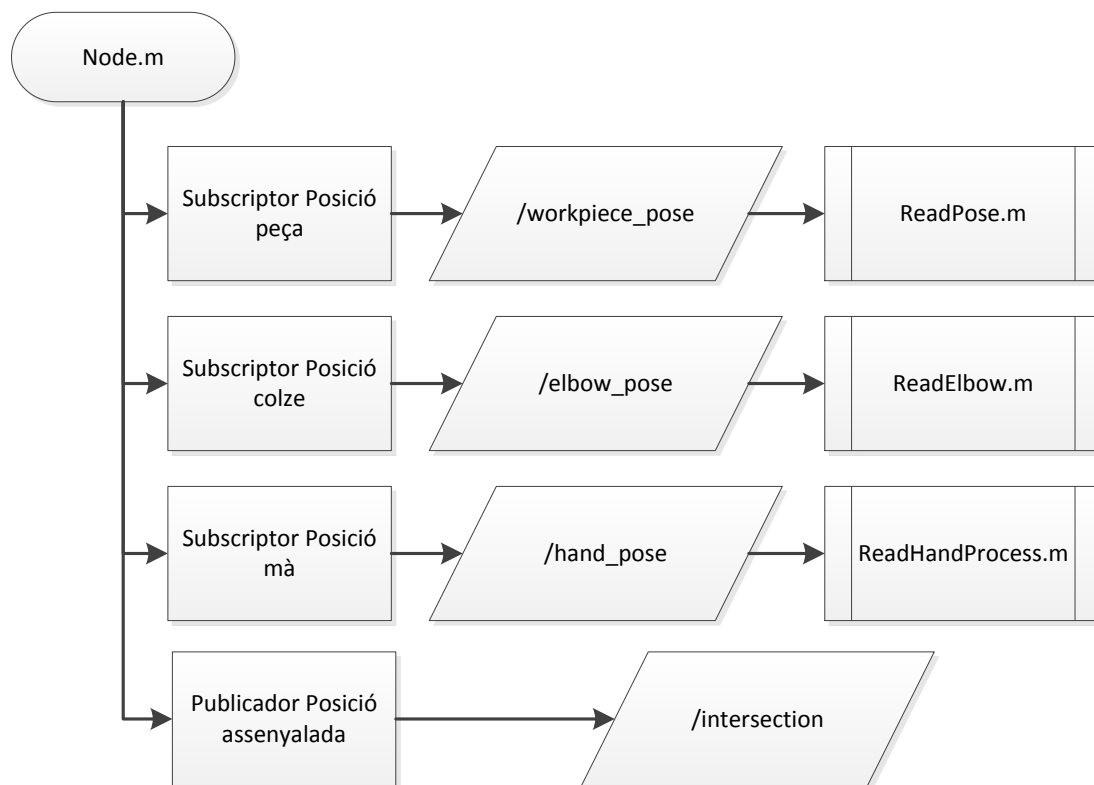 Node.m
Subscriptor Posició
peça
/workpiece_pose
ReadPose.m
Subscriptor Posició
colze
/elbow_pose
ReadElbow.m
Subscriptor Posició
mà
/hand_pose
ReadHandProcess.m
Publicador Posició
assenyalada
/intersection